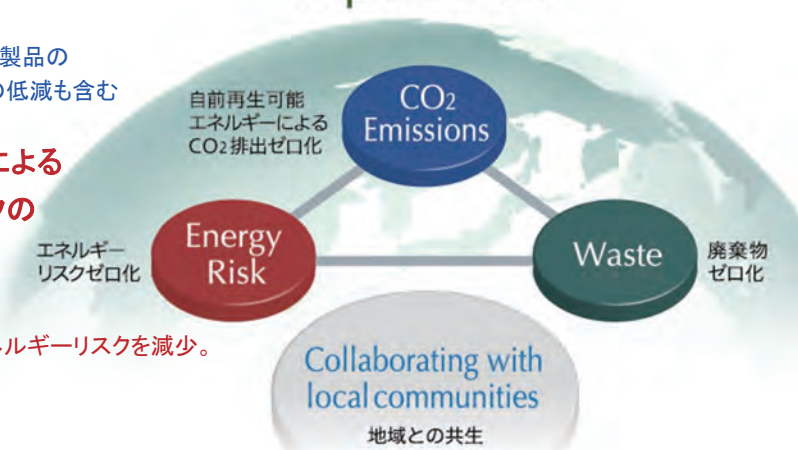 製品の
の低減も含む
による
クの
自前再生可能
エネルギーによる
CO2排出ゼロ化
CO2
Emissions
エネルギー
リスクゼロ化
Energy
Risk
Waste
廃棄物
ゼロ化
ネルギーリスクを減少。
Collaborating with
local communities
地域との共生